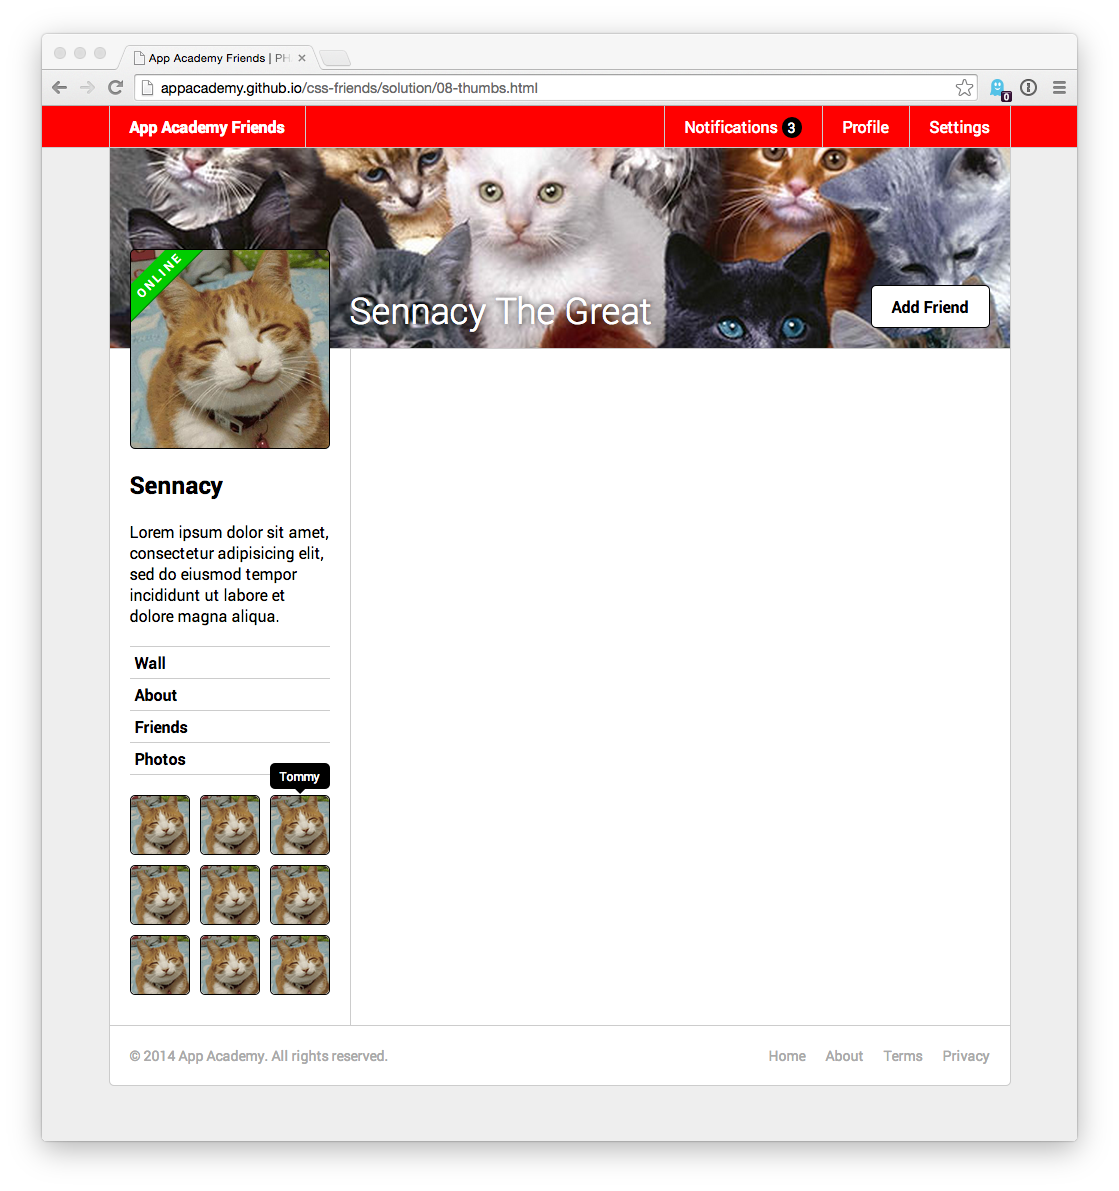 App Academy Friends | PH
appacademy.github.io/css-friends/solution/08-thumbs.html
0
App Academy Friends
Notifications 3
Profile
Settings
ONLINE
Sennacy The Great
Add Friend
Sennacy
Lorem ipsum dolor sit amet,
consectetur adipisicing elit,
sed do eiusmod tempor
incididunt ut labore et
dolore magna aliqua.
Wall
About
Friends
Photos
Tommy
© 2014 App Academy. All rights reserved.
Home About Terms Privacy